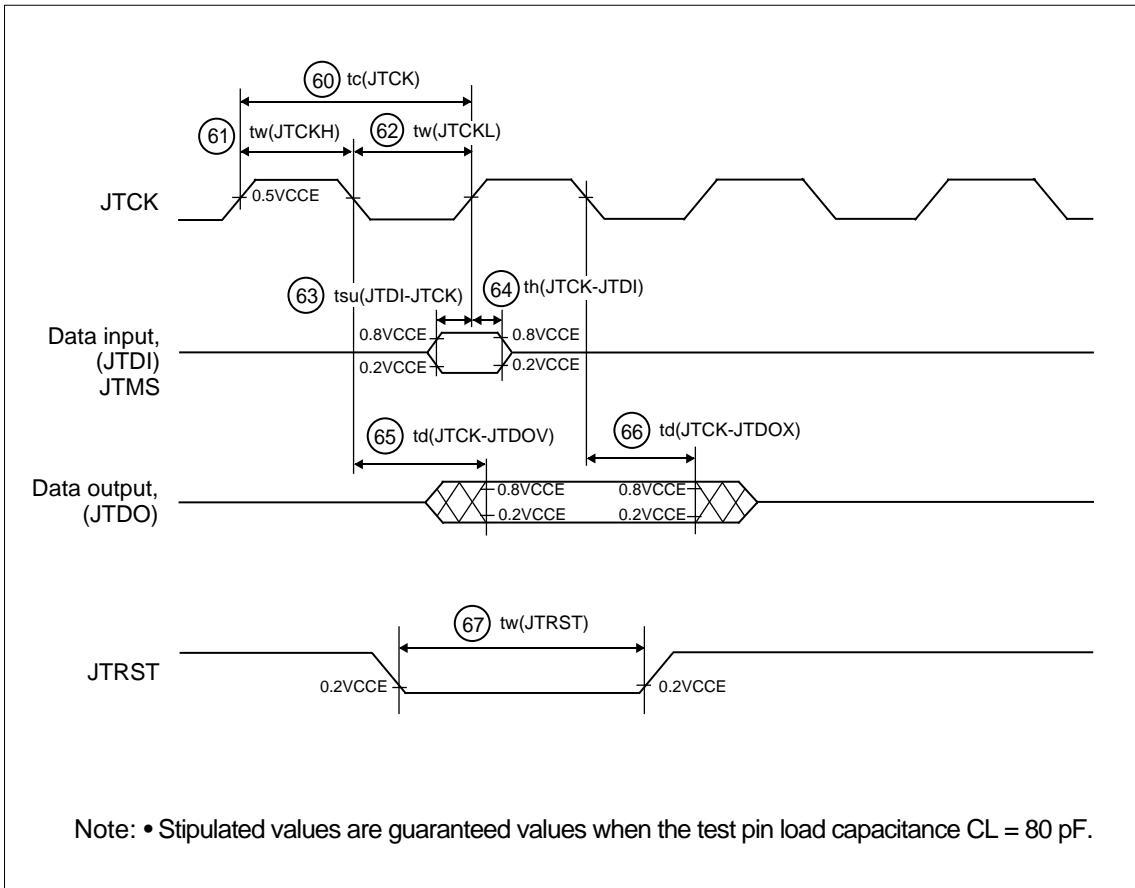 60 tc(JTCK)
61 tw(JTCKH)
62 tw(JTCKL)
JTCK
0.5VCCE
63 tsu(JTDI-JTCK)
64 th(JTCK-JTDI)
Data input,
(JTDI)
JTMS
0.8VCCE
0.8VCCE
0.2VCCE
0.2VCCE
65 td(JTCK-JTDOV)
66 td(JTCK-JTDOX)
Data output,
(JTDO)
0.8VCCE
0.8VCCE
0.2VCCE
0.2VCCE
67 tw(JTRST)
JTRST
0.2VCCE
0.2VCCE
Note: • Stipulated values are guaranteed values when the test pin load capacitance CL = 80 pF.